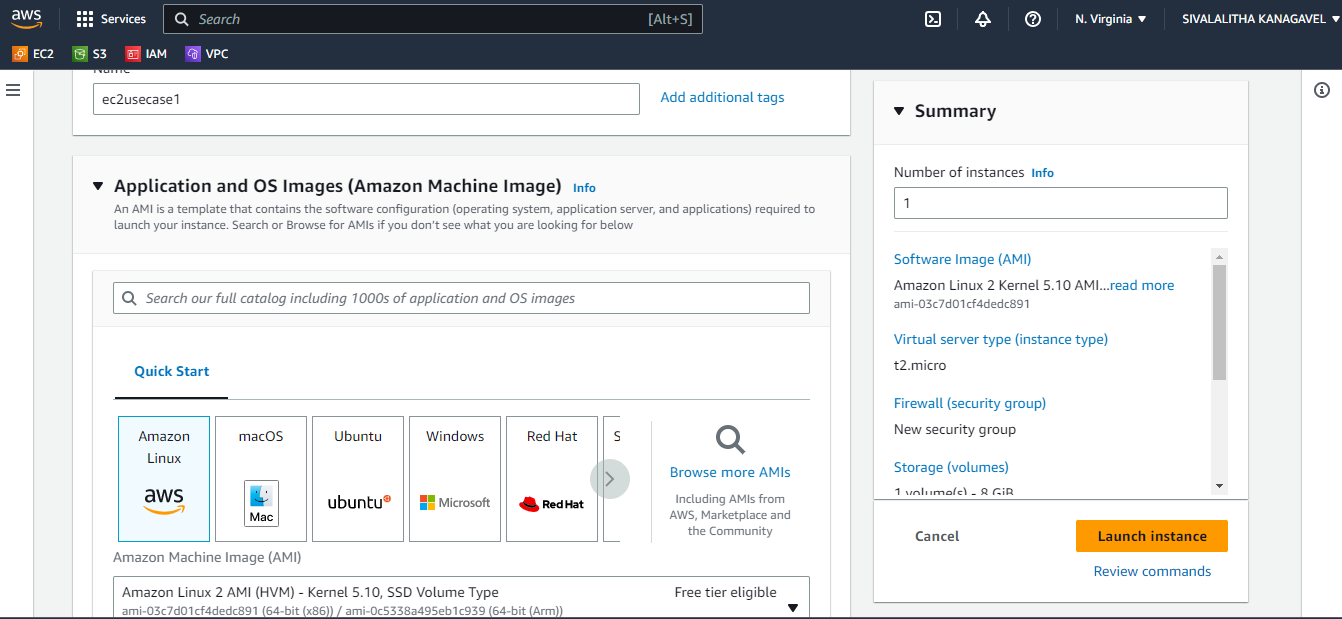 aws
Services
Search
[Alt+S]
N. Virginia
SIVALALITHA KANAGAVEL
EC2
S3
IAM
VPC
Name
ec2usecase1
Add additional tags
Application and OS Images (Amazon Machine Image) Info
An AMI is a template that contains the software configuration (operating system, application server, and applications) required to
launch your instance. Search or Browse for AMIs if you don't see what you are looking for below
Search our full catalog including 1000s of application and OS images
Quick Start
Amazon
Linux
aws
macOS
Mac
Ubuntu
ubuntu
Windows
Microsoft
Red Hat
Red Hat
S
Browse more AMIs
Including AMIs from
AWS, Marketplace and
the Community
Amazon Machine Image (AMI)
Amazon Linux 2 AMI (HVM) - Kernel 5.10, SSD Volume Type
Free tier eligible
ami-03c7d01cf4dedc891 (64-bit (x86)) / ami-0c5338a495eb1c939 (64-bit (Arm))
Summary
Number of instances Info
1
Software Image (AMI)
Amazon Linux 2 Kernel 5.10 AMI...read more
ami-03c7d01cf4dedc891
Virtual server type (instance type)
t2.micro
Firewall (security group)
New security group
Storage (volumes)
1 volume(s) - 8 GiB
Cancel
Launch instance
Review commands